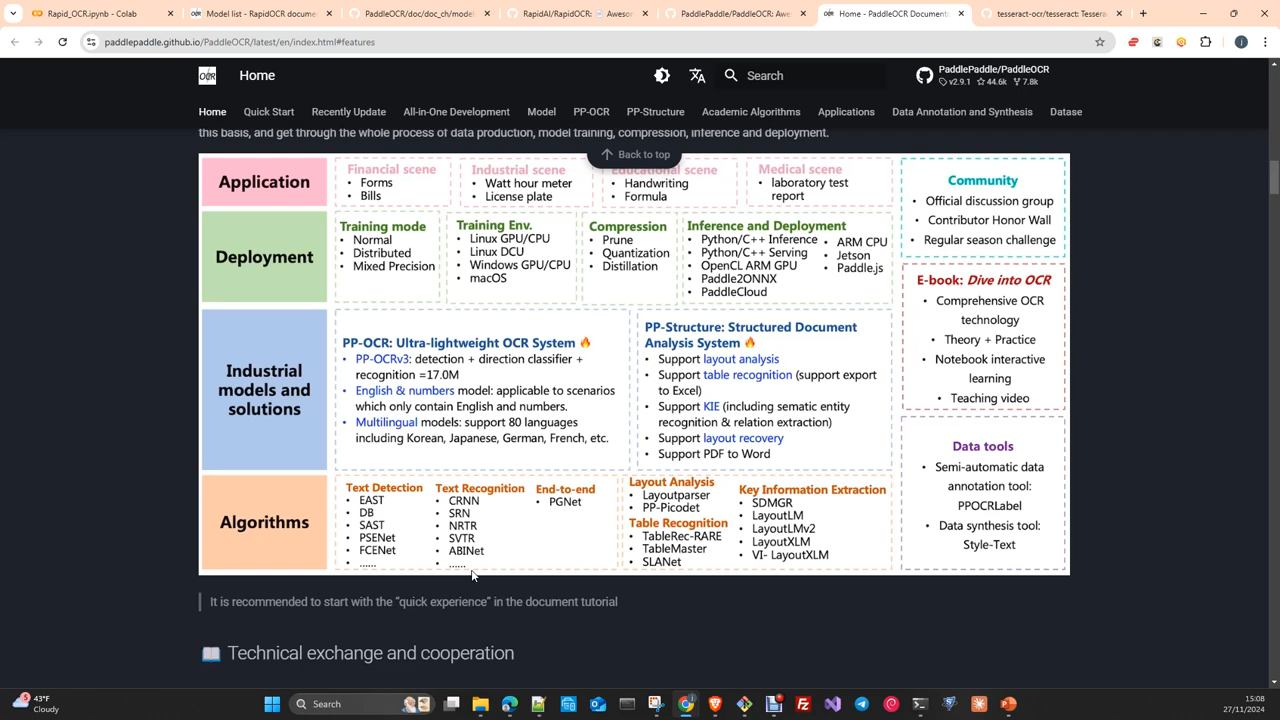 Rapid_OCR.ipynb - Colab
Model list - RapidOCR docume
PaddleOCR/doc/doc_ch/model
RapidAI/RapidOCR: Aweson
PaddlePaddle/PaddleOCR: Awe
Home - PaddleOCR Document
tesseract-ocr/tesseract: Tessera
paddlepaddle.github.io/PaddleOCR/latest/en/index.html#features
OCR
Home
Search
PaddlePaddle/PaddleOCR
v2.9.1 44.6k 7.8k
Home Quick Start Recently Update All-in-One Development Model PP-OCR PP-Structure Academic Algorithms Applications Data Annotation and Synthesis Datase
this basis, and get through the whole process of data production, model training, compression, inference and deployment.
Back to top
Application
Financial scene
• Forms
• Bills
Industrial scene
• Watt hour meter
• License plate
Educational scene
• Handwriting
• Formula
Medical scene
• laboratory test
report
Deployment
Training mode
• Normal
• Distributed
• Mixed Precision
Training Env.
• Linux GPU/CPU
• Linux DCU
• Windows GPU/CPU
• macOS
Compression
• Prune
• Quantization
• Distillation
Inference and Deployment
• Python/C++ Inference
• Python/C++ Serving
• OpenCL ARM GPU
• Paddle2ONNX
• PaddleCloud
• ARM CPU
• Jetson
• Paddle.js
Industrial
models and
solutions
PP-OCR: Ultra-lightweight OCR System
• PP-OCRv3: detection + direction classifier +
recognition =17.0M
• English & numbers model: applicable to scenarios
which only contain English and numbers.
• Multilingual models: support 80 languages
including Korean, Japanese, German, French, etc.
PP-Structure: Structured Document
Analysis System
• Support layout analysis
• Support table recognition (support export
to Excel)
• Support KIE (including sematic entity
recognition & relation extraction)
• Support layout recovery
• Support PDF to Word
Algorithms
Text Detection
• EAST
• DB
• SAST
• PSENet
• FCENet
• ......
Text Recognition
• CRNN
• SRN
• NRTR
• SVTR
• ABINet
• ......
End-to-end
• PGNet
Layout Analysis
• Layoutparser
• PP-Picodet
Table Recognition
• TableRec-RARE
• TableMaster
• SLANet
Key Information Extraction
• SDMGR
• LayoutLM
• LayoutLMv2
• LayoutXLM
• VI- LayoutXLM
Community
• Official discussion group
• Contributor Honor Wall
• Regular season challenge
E-book: Dive into OCR
• Comprehensive OCR
technology
• Theory + Practice
• Notebook interactive
learning
• Teaching video
Data tools
• Semi-automatic data
annotation tool:
PPOCRLabel
• Data synthesis tool:
Style-Text
It is recommended to start with the “quick experience” in the document tutorial
Technical exchange and cooperation
5
43°F
Cloudy
Search
15:08
27/11/2024